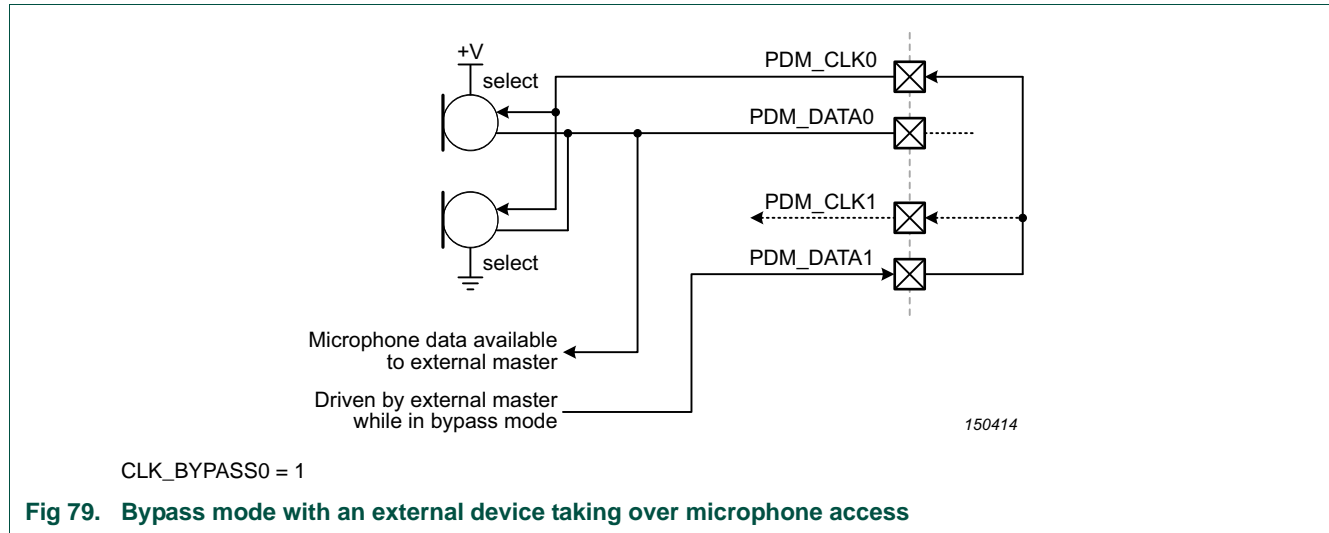 +V
select
PDM_CLK0
PDM_DATA0
PDM_CLK1
select
PDM_DATA1
Microphone data available
to external master
Driven by external master
while in bypass mode
150414
CLK_BYPASS0 = 1
Fig 79. Bypass mode with an external device taking over microphone access